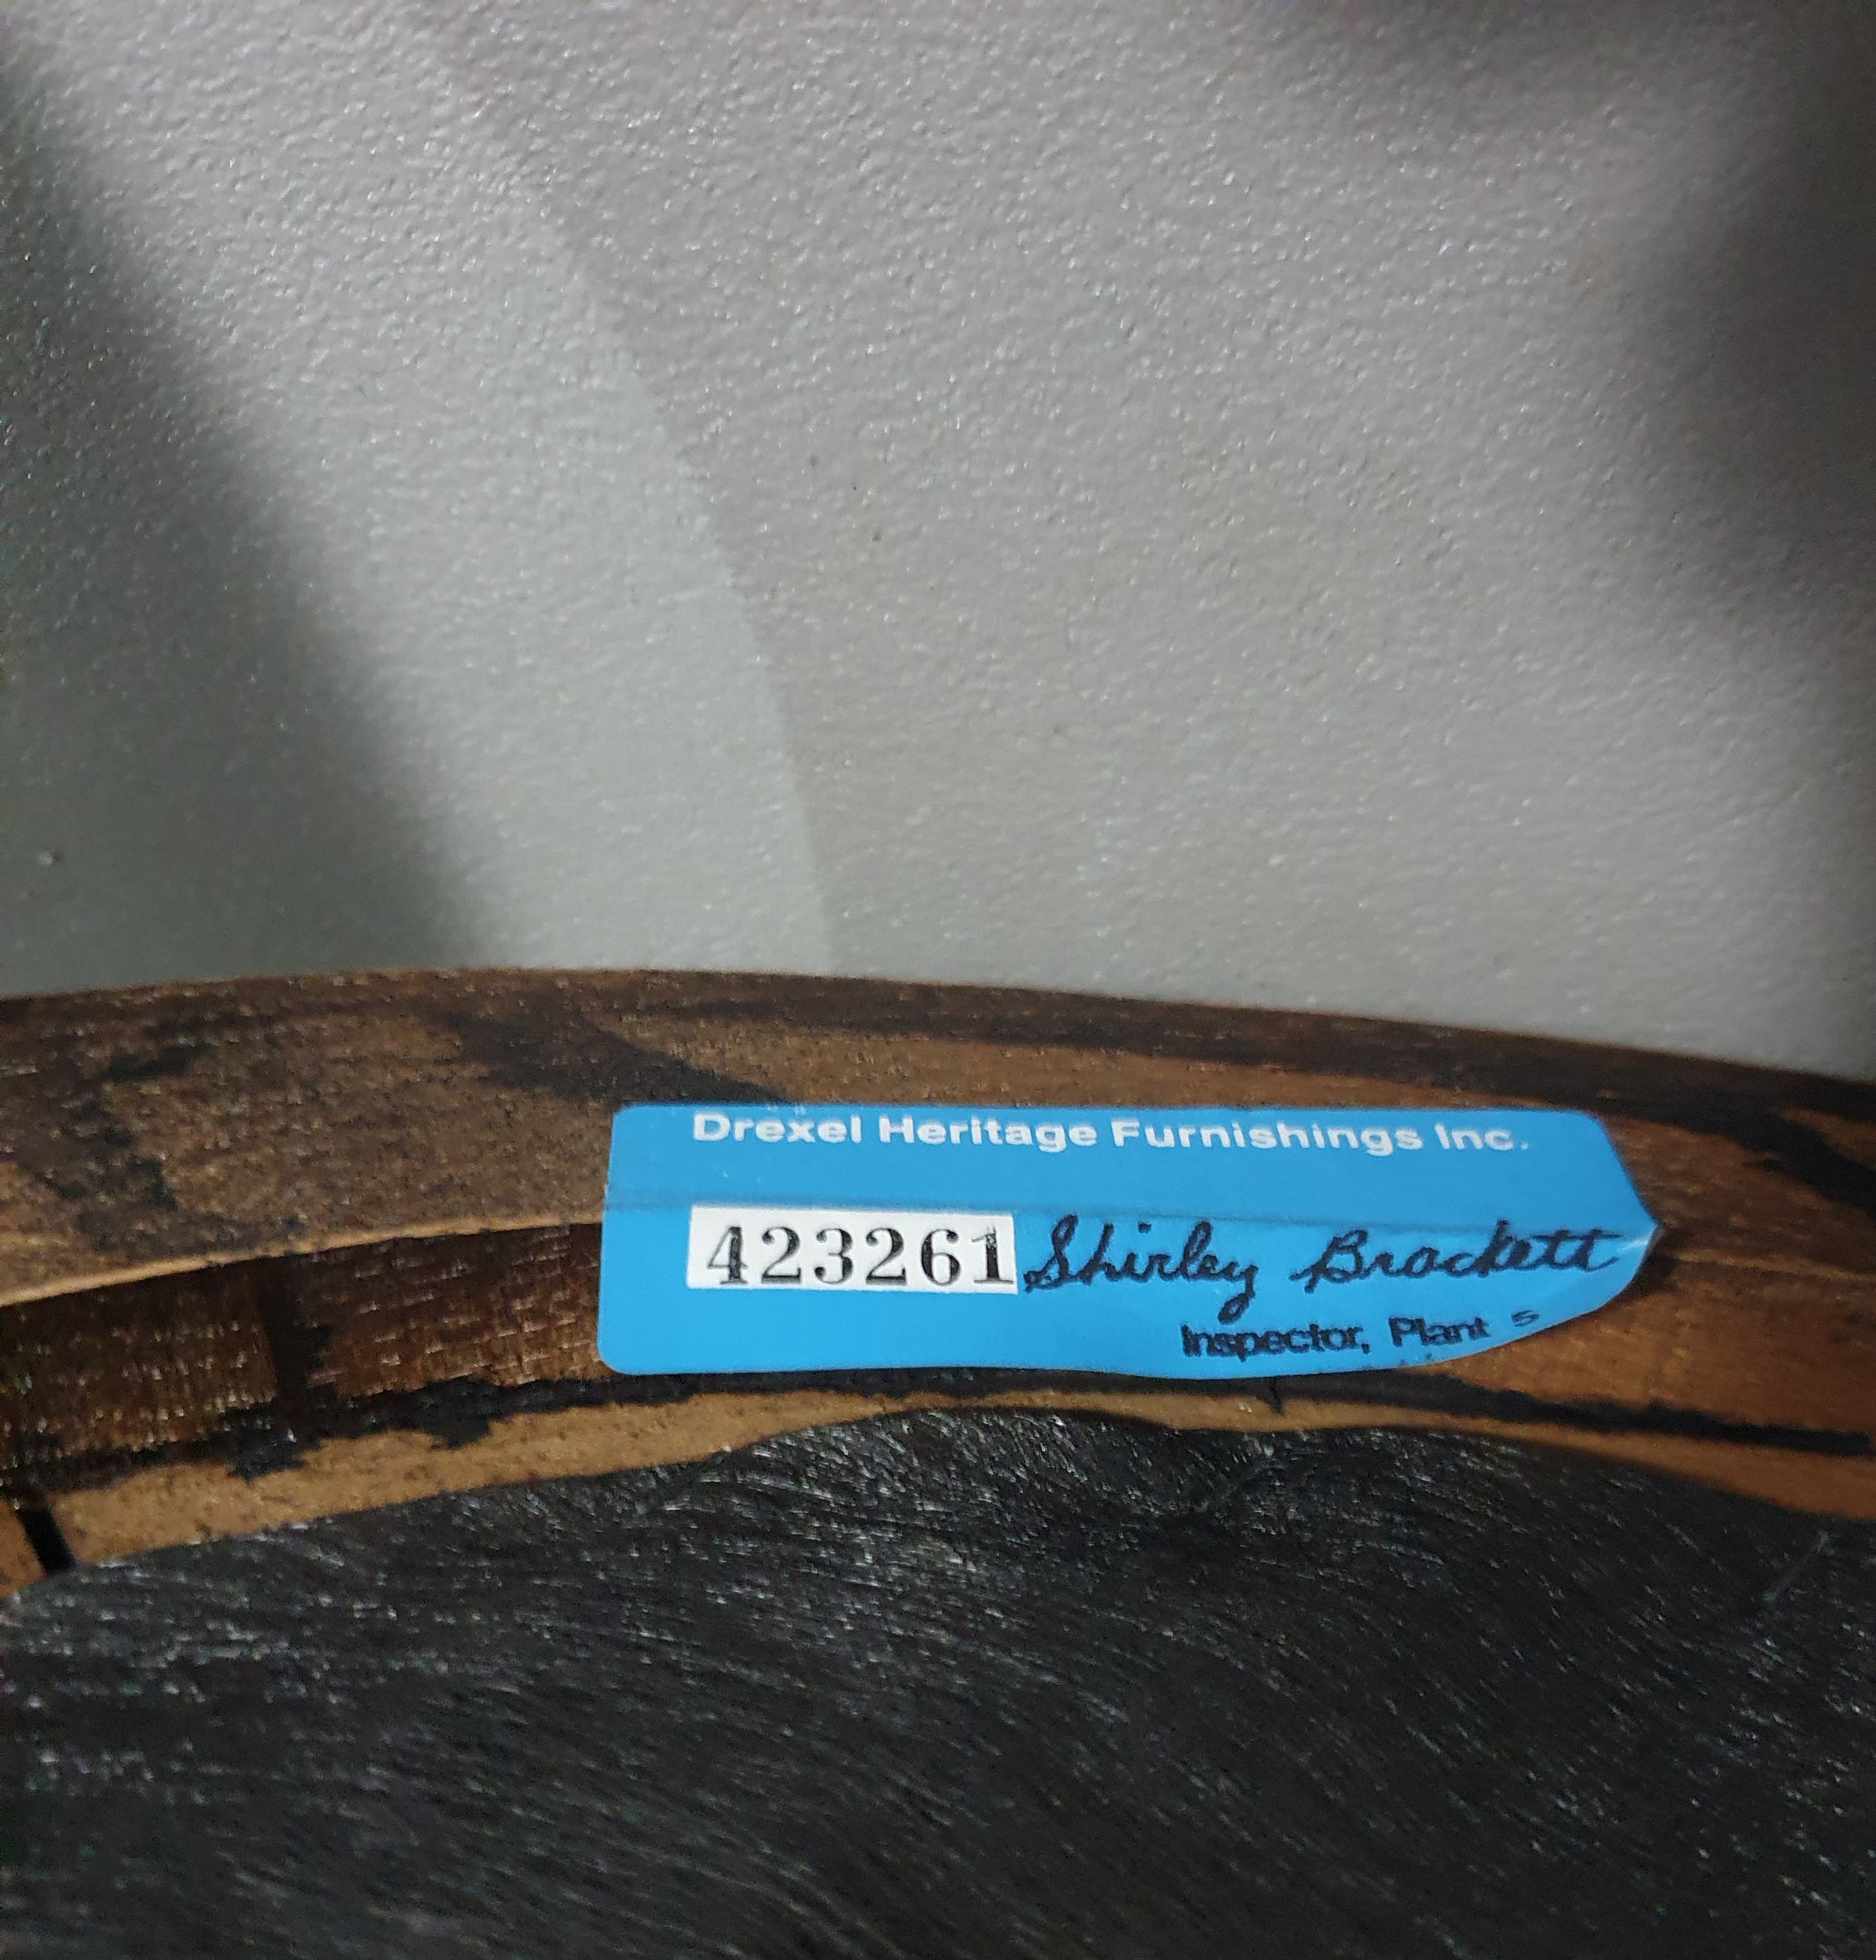 Drexel Heritage Furnishings Inc.
423261 Shirley Brackett
Inspector, Plant 5